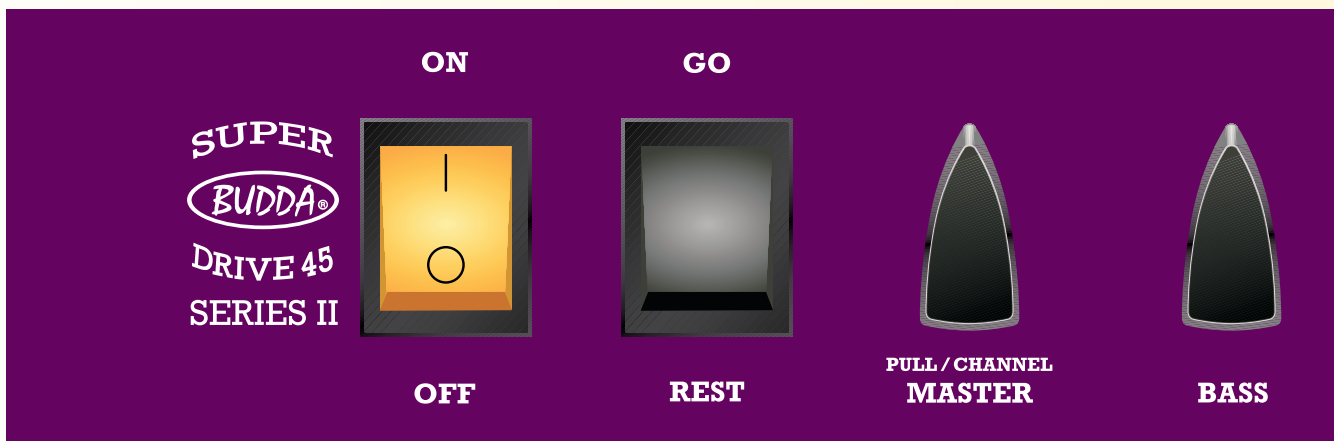 SUPER
BUDDA®
DRIVE 45
SERIES II
ON
OFF
GO
REST
PULL / CHANNEL
MASTER
BASS